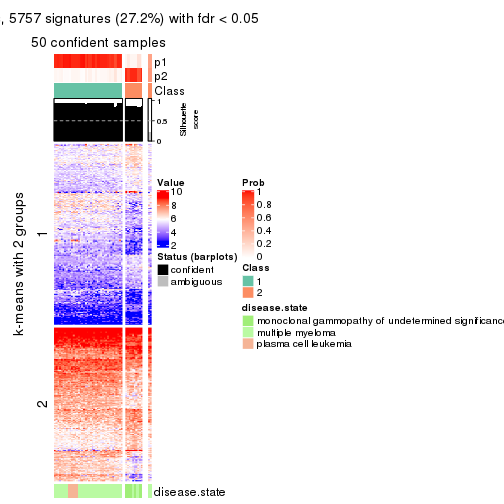 , 5757 signatures (27.2%) with fdr < 0.05
50 confident samples
p1
p2
Class
1
0.5
0
Silhouette
score
k-means with 2 groups
1
2
Value
10
8
6
4
2
Status (barplots)
confident
ambiguous
Prob
1
0.8
0.6
0.4
0.2
0
Class
1
2
disease.state
monoclonal gammopathy of undetermined significance
multiple myeloma
plasma cell leukemia
disease.state